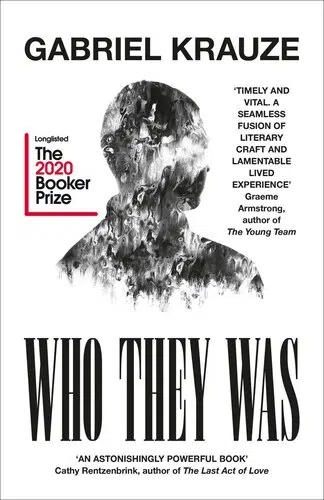 GABRIEL KRAUZE
Longlisted
The
2020
Booker
Prize
‘TIMELY AND
VITAL. A
SEAMLESS
FUSION OF
LITERARY
CRAFT AND
LAMENTABLE
LIVED
EXPERIENCE’
Graeme
Armstrong,
author of
The Young Team
WHO THEY WAS
‘AN ASTONISHINGLY POWERFUL BOOK’
Cathy Rentzenbrink, author of The Last Act of Love